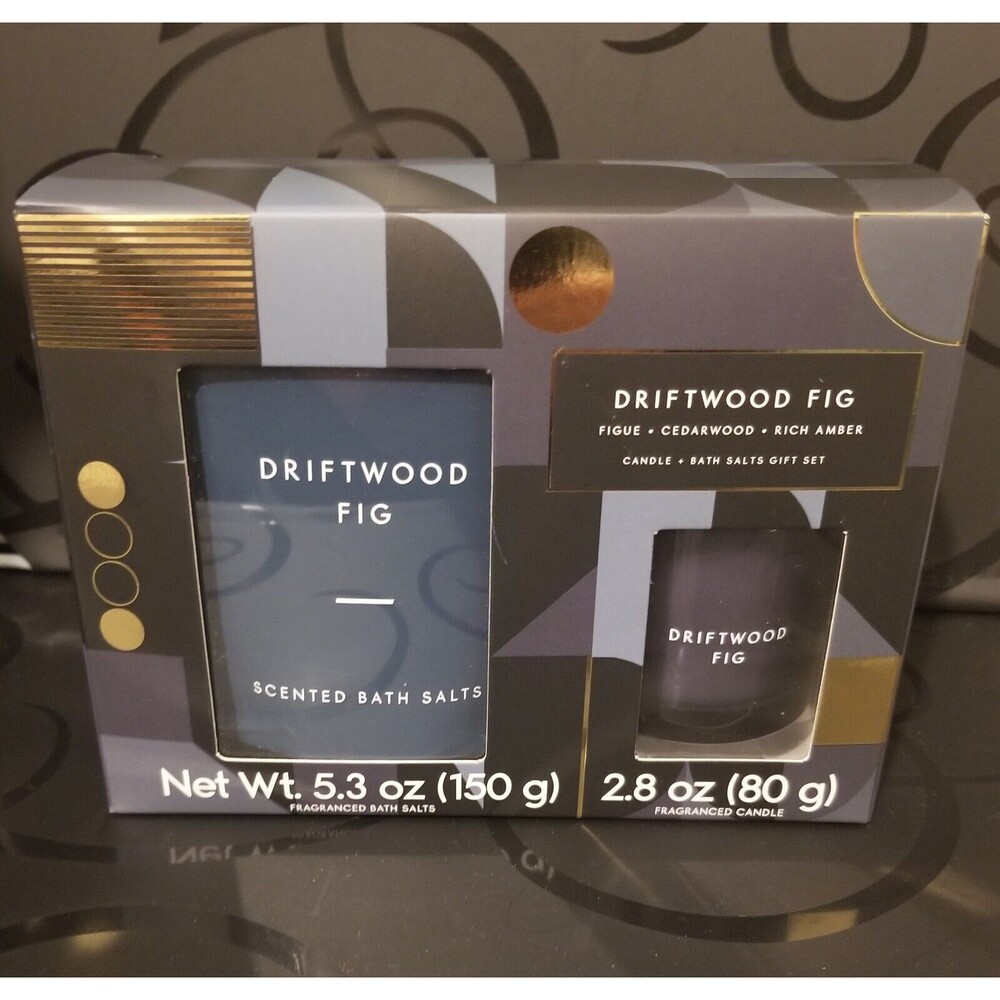 DRIFTWOOD
FIG
SCENTED BATH SALTS
Net Wt. 5.3 oz (150 g)
FRAGRANCED BATH SALTS
DRIFTWOOD FIG
FIGUE • CEDARWOOD • RICH AMBER
CANDLE + BATH SALTS GIFT SET
DRIFTWOOD
FIG
2.8 oz (80 g)
FRAGRANCED CANDLE